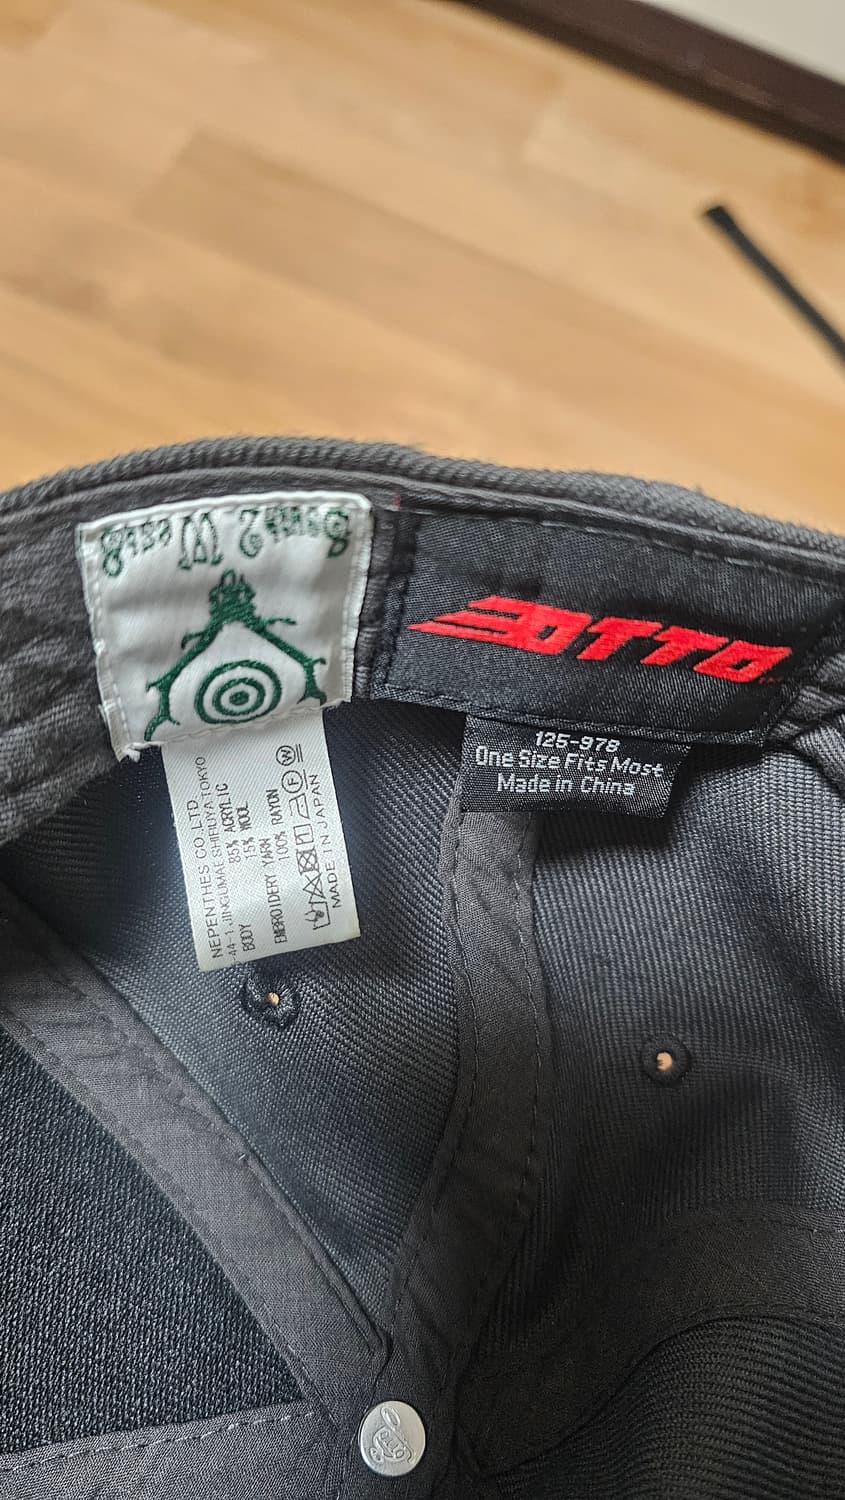 South2 West8
OTTO
125-978
One Size Fits Most
Made in China
NEPENTHES CO.,LTD.
-44-1 JINGUMAE SHIBUYA TOKYO
BODY 85% ACRYLIC
15% WOOL
EMBROIDERY YARN
100% RAYON
MADE IN JAPAN